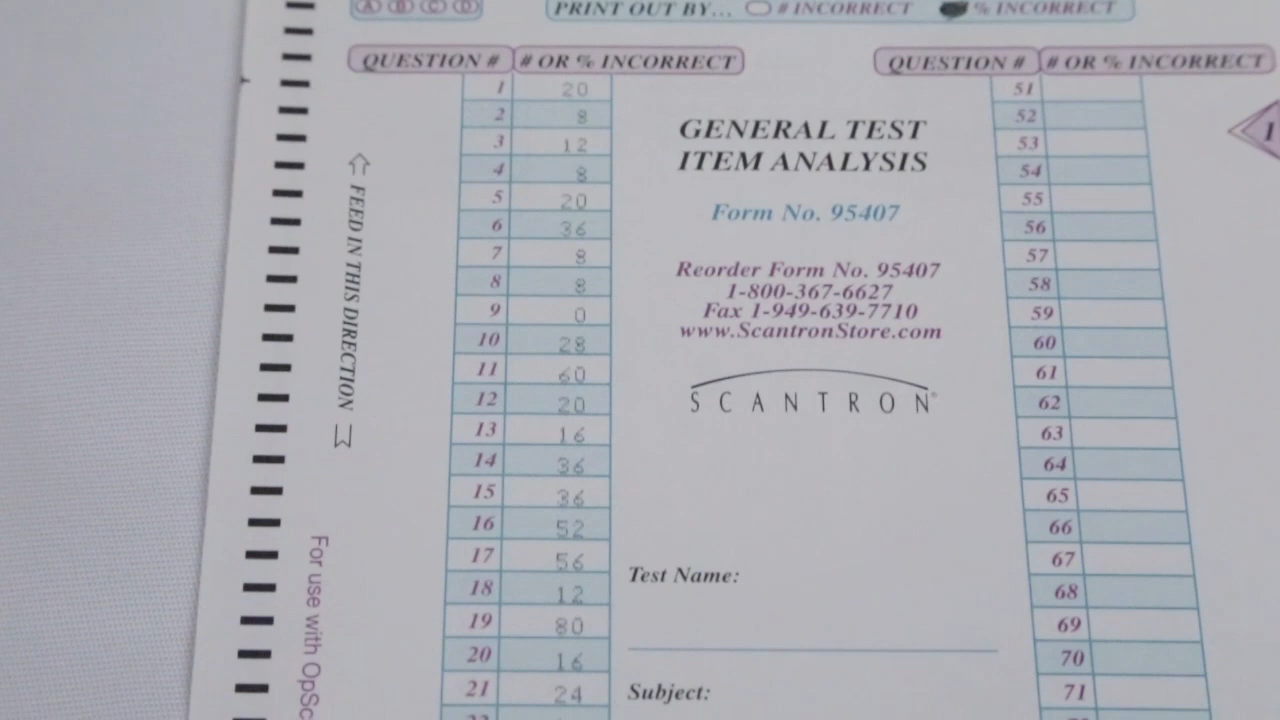 A B C D
PRINT OUT BY... # INCORRECT % INCORRECT
QUESTION # # OR % INCORRECT
1 20
2 8
3 12
4 8
5 20
6 36
7 8
8 8
9 0
10 28
11 60
12 20
13 16
14 36
15 36
16 52
17 56
18 12
19 80
20 16
21 24
GENERAL TEST
ITEM ANALYSIS
Form No. 95407
Reorder Form No. 95407
1-800-367-6627
Fax 1-949-639-7710
www.ScantronStore.com
SCANTRON®
Test Name:
Subject:
QUESTION # # OR % INCORRECT
51
52
53
54
55
56
57
58
59
60
61
62
63
64
65
66
67
68
69
70
71
1
FEED IN THIS DIRECTION
For use with OpSc